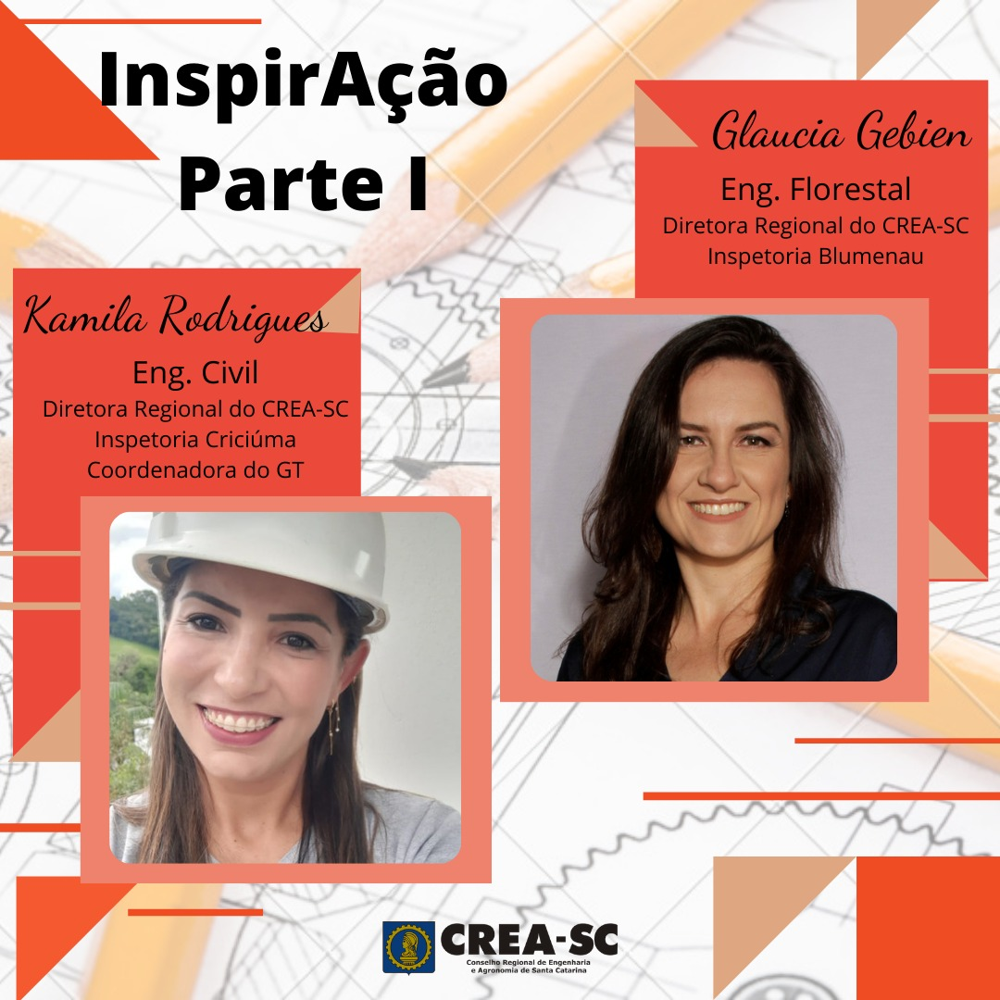 InspirAção
Parte I
Glaucia Gebien
Eng. Florestal
Diretora Regional do CREA-SC
Inspetoria Blumenau
Kamila Rodrigues
Eng. Civil
Diretora Regional do CREA-SC
Inspetoria Criciúma
Coordenadora do GT
CREA-SC
Conselho Regional de Engenharia
e Agronomia de Santa Catarina